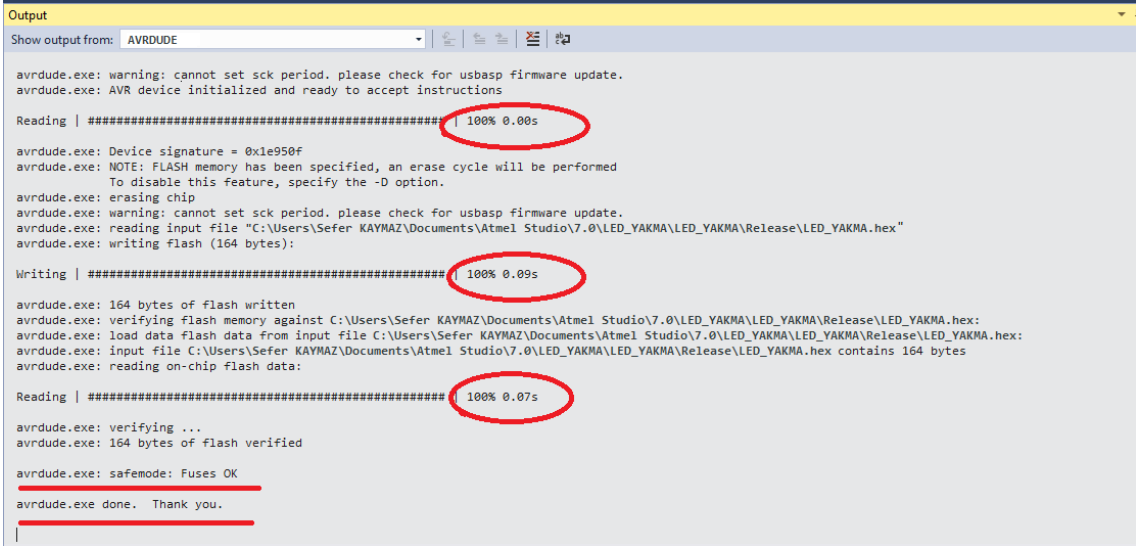 Output
Show output from: AVRDUDE
avrdude.exe: warning: cannot set sck period. please check for usbasp firmware update.
avrdude.exe: AVR device initialized and ready to accept instructions
Reading | ################################################## | 100% 0.00s
avrdude.exe: Device signature = 0x1e950f
avrdude.exe: NOTE: FLASH memory has been specified, an erase cycle will be performed
To disable this feature, specify the -D option.
avrdude.exe: erasing chip
avrdude.exe: warning: cannot set sck period. please check for usbasp firmware update.
avrdude.exe: reading input file "C:\Users\Sefer KAYMAZ\Documents\Atmel Studio\7.0\LED_YAKMA\LED_YAKMA\Release\LED_YAKMA.hex"
avrdude.exe: writing flash (164 bytes):
Writing | ################################################## | 100% 0.09s
avrdude.exe: 164 bytes of flash written
avrdude.exe: verifying flash memory against C:\Users\Sefer KAYMAZ\Documents\Atmel Studio\7.0\LED_YAKMA\LED_YAKMA\Release\LED_YAKMA.hex:
avrdude.exe: load data flash data from input file C:\Users\Sefer KAYMAZ\Documents\Atmel Studio\7.0\LED_YAKMA\LED_YAKMA\Release\LED_YAKMA.hex:
avrdude.exe: input file C:\Users\Sefer KAYMAZ\Documents\Atmel Studio\7.0\LED_YAKMA\LED_YAKMA\Release\LED_YAKMA.hex contains 164 bytes
avrdude.exe: reading on-chip flash data:
Reading | ################################################## | 100% 0.07s
avrdude.exe: verifying ...
avrdude.exe: 164 bytes of flash verified
avrdude.exe: safemode: Fuses OK
avrdude.exe done.  Thank you.